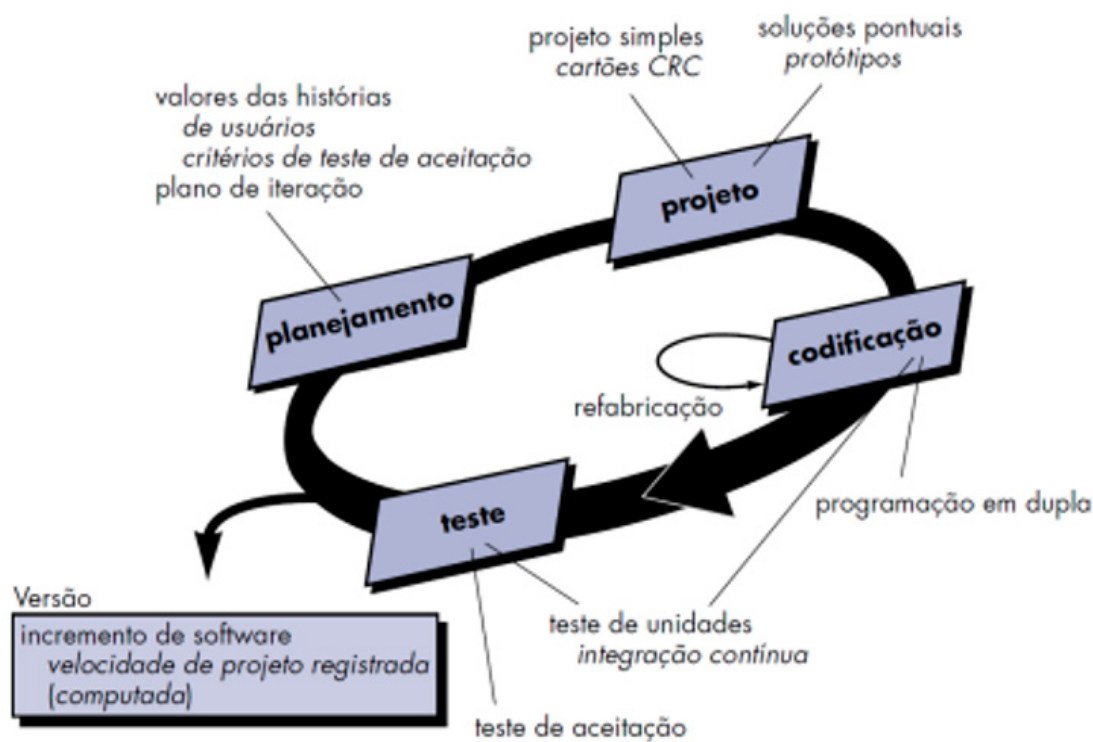 projeto simples
cartões CRC
soluções pontuais
protótipos
valores das histórias
de usuários
critérios de teste de aceitação
plano de iteração
projeto
planejamento
codificação
refabricação
programação em dupla
teste
teste de unidades
integração contínua
teste de aceitação
Versão
incremento de software
velocidade de projeto registrada
(computada)